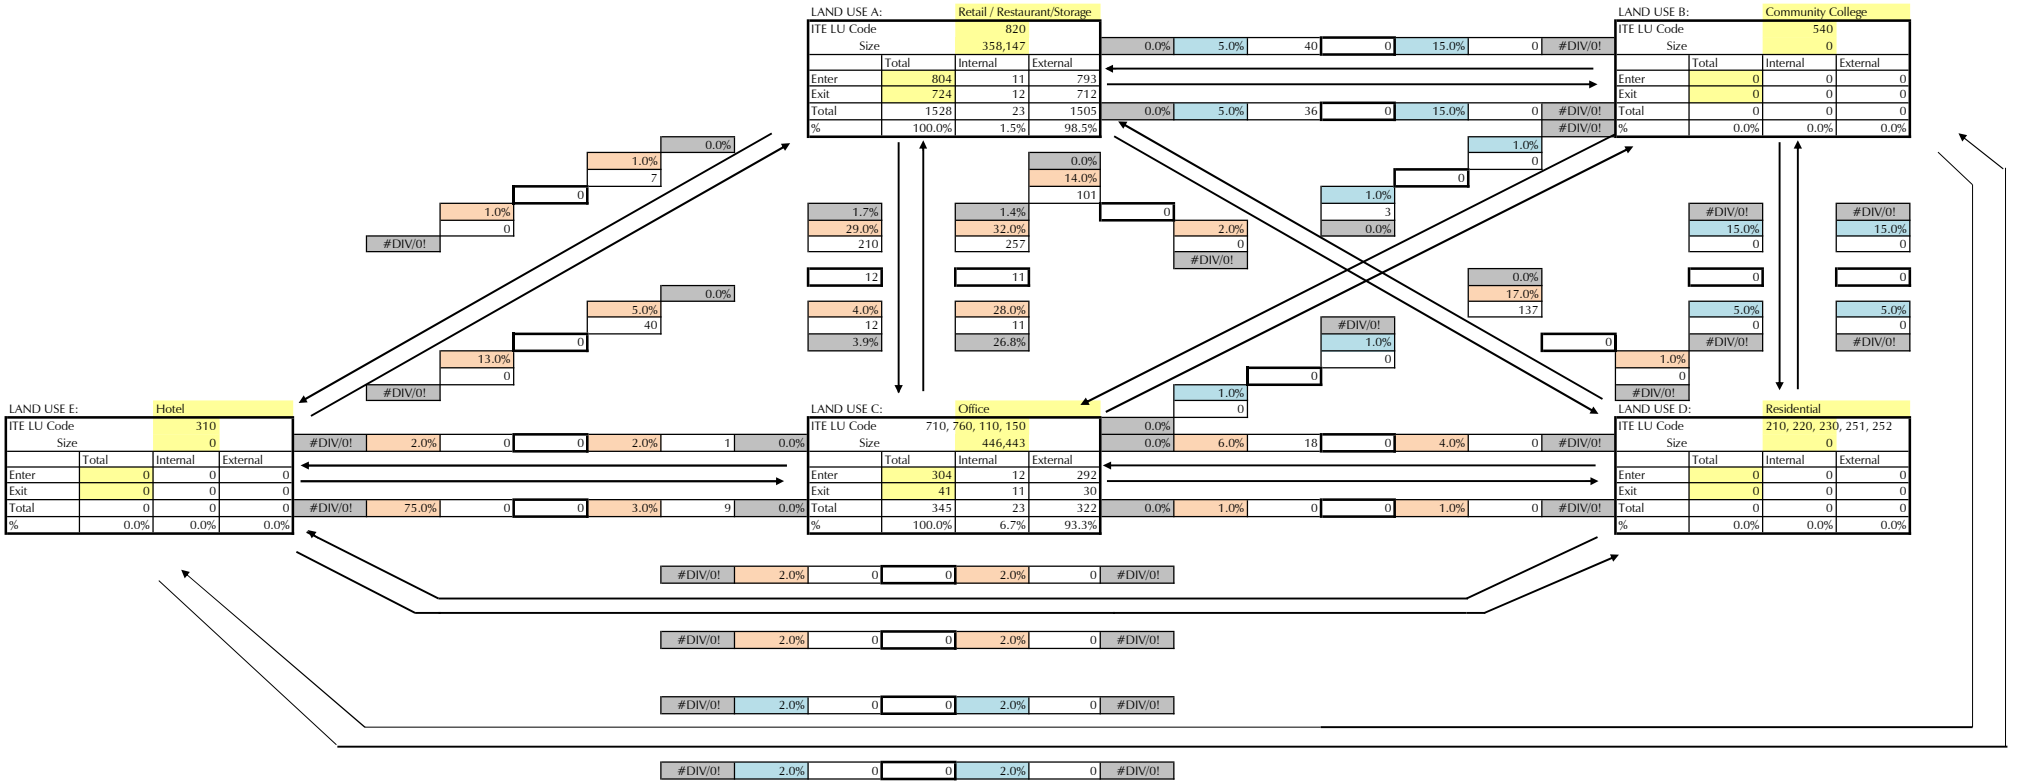 LAND USE A: Retail / Restaurant/Storage LAND USE B: Community College
ITE LU Code 820 ITE LU Code 540
Size 358,147 0.0% 5.0% 40 0 15.0% 0 #DIV/0! Size 0
Total Internal External Total Internal External
Enter 804 11 793 Enter 0 0 0
Exit 724 12 712 Exit 0 0 0
Total 1528 23 1505 0.0% 5.0% 36 0 15.0% 0 #DIV/0! Total 0 0 0
% 100.0% 1.5% 98.5% #DIV/0! % 0.0% 0.0% 0.0%
0.0% 1.0%
1.0% 0.0% 0
7 14.0% 0
0 101 1.0%
1.0% 1.7% 1.4% 0 3 #DIV/0! #DIV/0!
0 29.0% 32.0% 2.0% 0.0% 15.0% 15.0%
#DIV/0! 210 257 0 0 0
#DIV/0!
12 11 0.0% 0 0
0.0% 17.0%
5.0% 4.0% 28.0% 137 5.0% 5.0%
40 12 11 #DIV/0! 0 0
0 3.9% 26.8% 1.0% 0 #DIV/0! #DIV/0!
13.0% 0 1.0%
0 0 0
#DIV/0! 1.0% #DIV/0!
LAND USE E: Hotel LAND USE C: Office 0 LAND USE D: Residential
ITE LU Code 310 ITE LU Code 710, 760, 110, 150 0.0% ITE LU Code 210, 220, 230, 251, 252
Size 0 #DIV/0! 2.0% 0 0 2.0% 1 0.0% Size 446,443 0.0% 6.0% 18 0 4.0% 0 #DIV/0! Size 0
Total Internal External Total Internal External Total Internal External
Enter 0 0 0 Enter 304 12 292 Enter 0 0 0
Exit 0 0 0 Exit 41 11 30 Exit 0 0 0
Total 0 0 0 #DIV/0! 75.0% 0 0 3.0% 9 0.0% Total 345 23 322 0.0% 1.0% 0 0 1.0% 0 #DIV/0! Total 0 0 0
% 0.0% 0.0% 0.0% % 100.0% 6.7% 93.3% % 0.0% 0.0% 0.0%
#DIV/0! 2.0% 0 0 2.0% 0 #DIV/0!
#DIV/0! 2.0% 0 0 2.0% 0 #DIV/0!
#DIV/0! 2.0% 0 0 2.0% 0 #DIV/0!
#DIV/0! 2.0% 0 0 2.0% 0 #DIV/0!